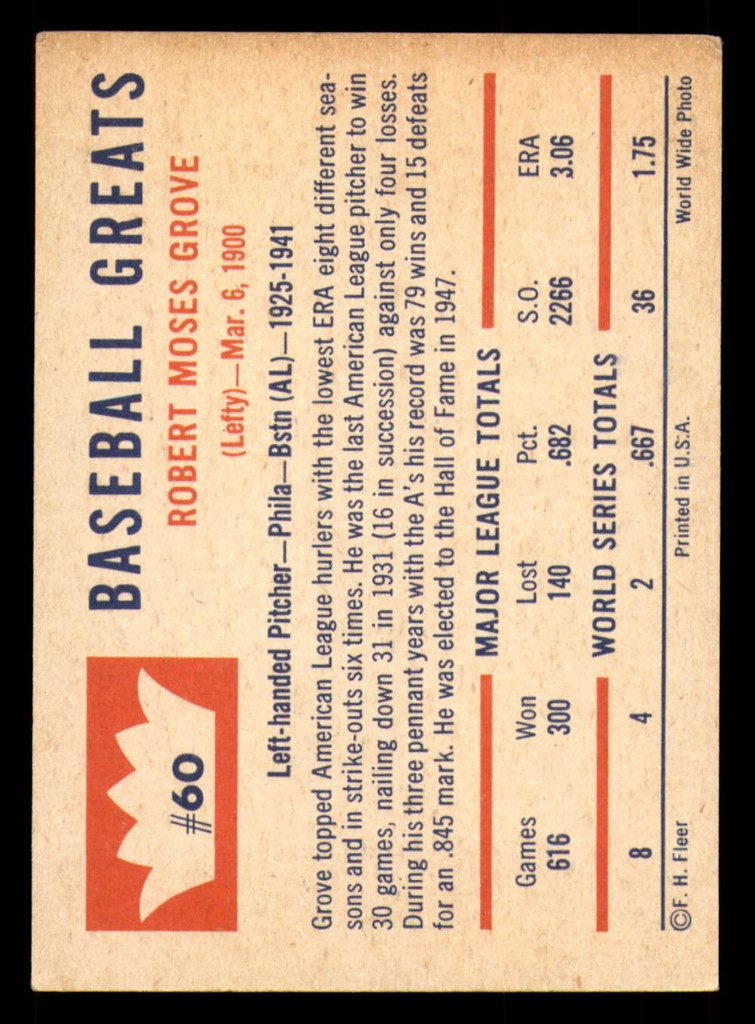 #60
BASEBALL GREATS
ROBERT MOSES GROVE
(Lefty)—Mar. 6, 1900
Left-handed Pitcher—Phila—Bstn (AL)—1925-1941
Grove topped American League hurlers with the lowest ERA eight different sea-
sons and in strike-outs six times. He was the last American League pitcher to win
30 games, nailing down 31 in 1931 (16 in succession) against only four losses.
During his three pennant years with the A's his record was 79 wins and 15 defeats
for an .845 mark. He was elected to the Hall of Fame in 1947.
MAJOR LEAGUE TOTALS
Games Won Lost Pct. S.O. ERA
616 300 140 .682 2266 3.06
WORLD SERIES TOTALS
8 4 2 .667 36 1.75
©F. H. Fleer Printed in U.S.A. World Wide Photo